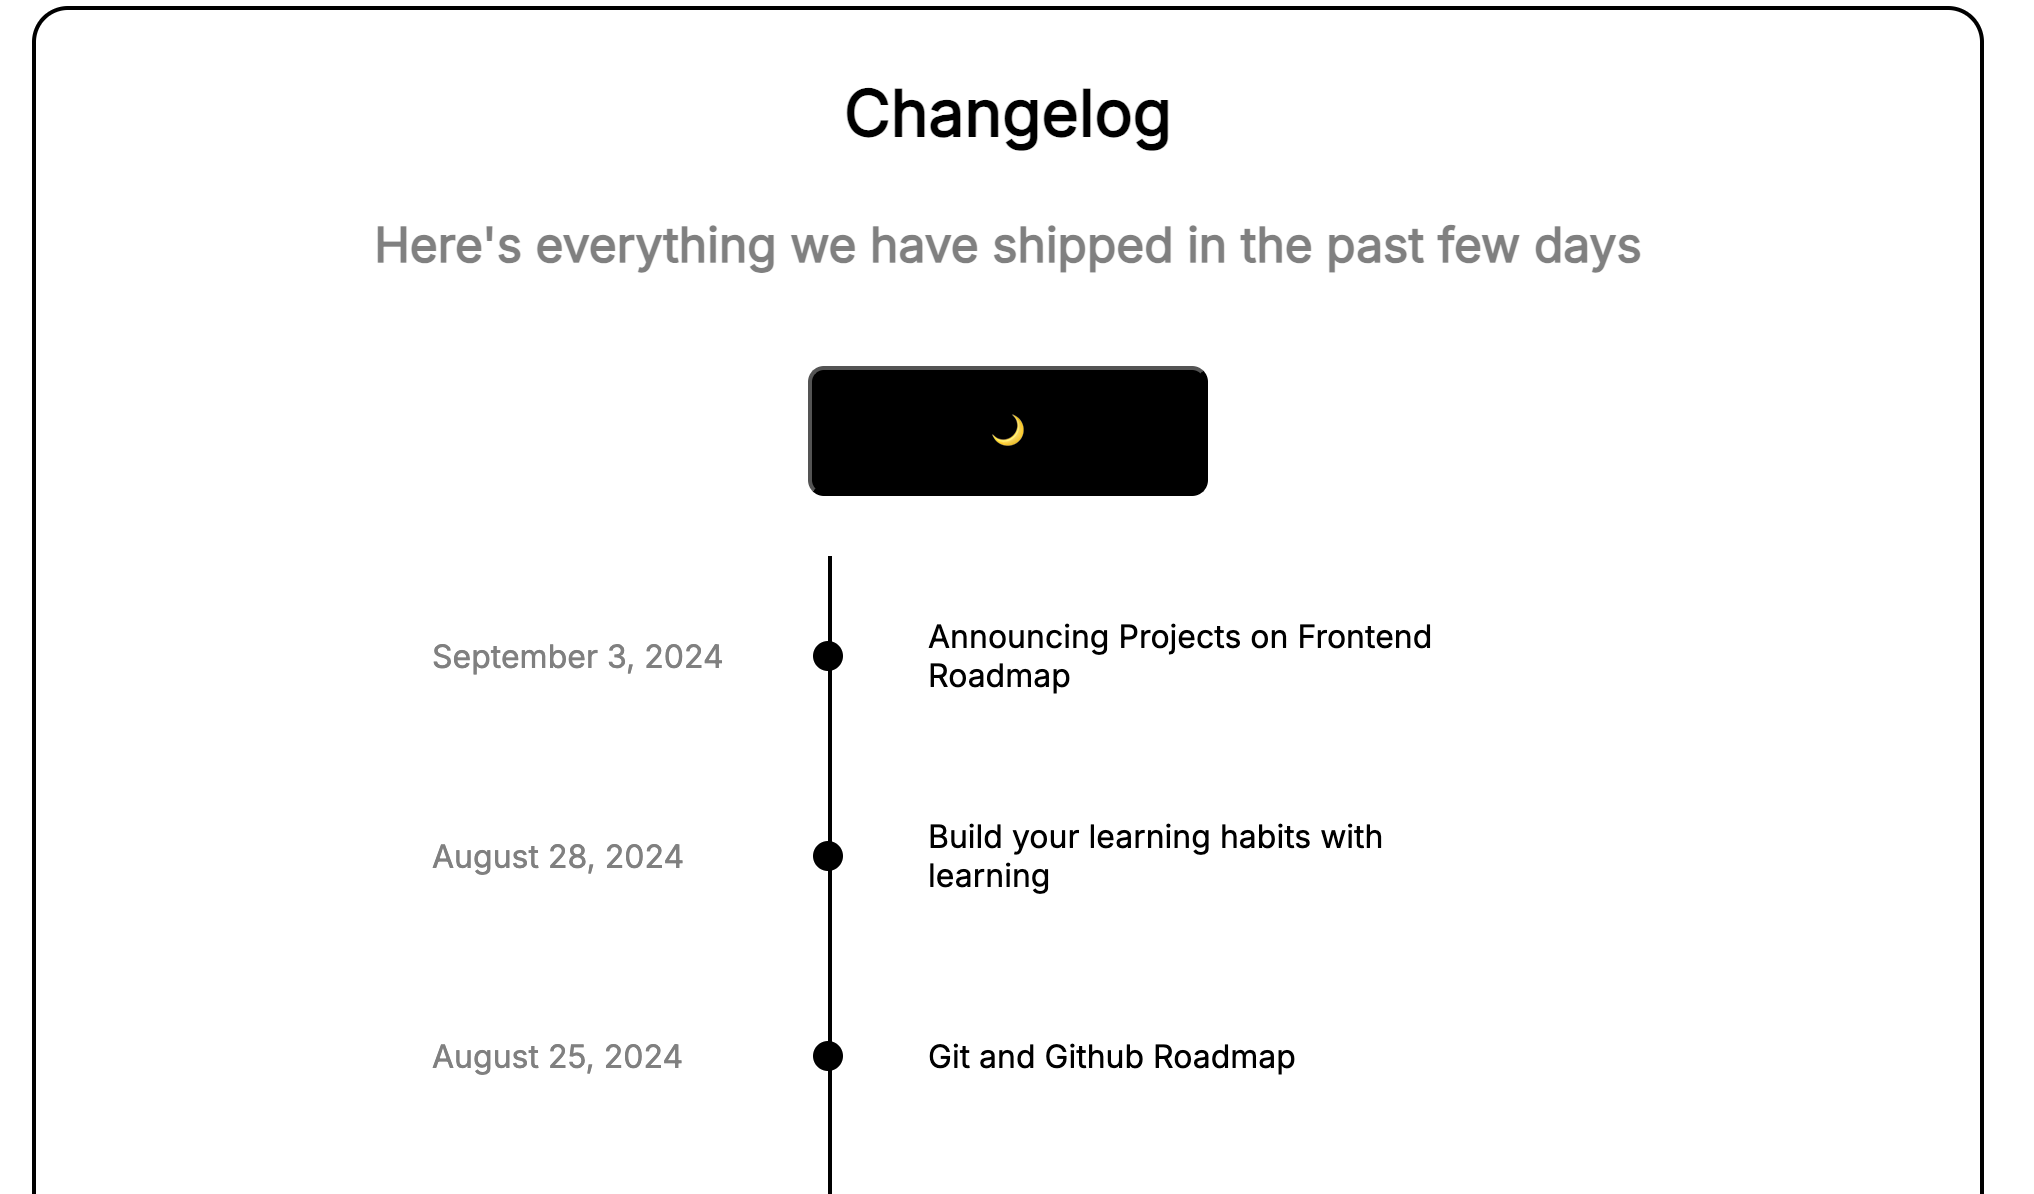 Changelog
Here's everything we have shipped in the past few days
September 3, 2024
Announcing Projects on Frontend
Roadmap
August 28, 2024
Build your learning habits with
learning
August 25, 2024
Git and Github Roadmap